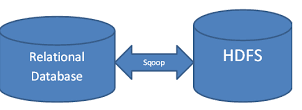 Relational
Database
Sqoop
HDFS